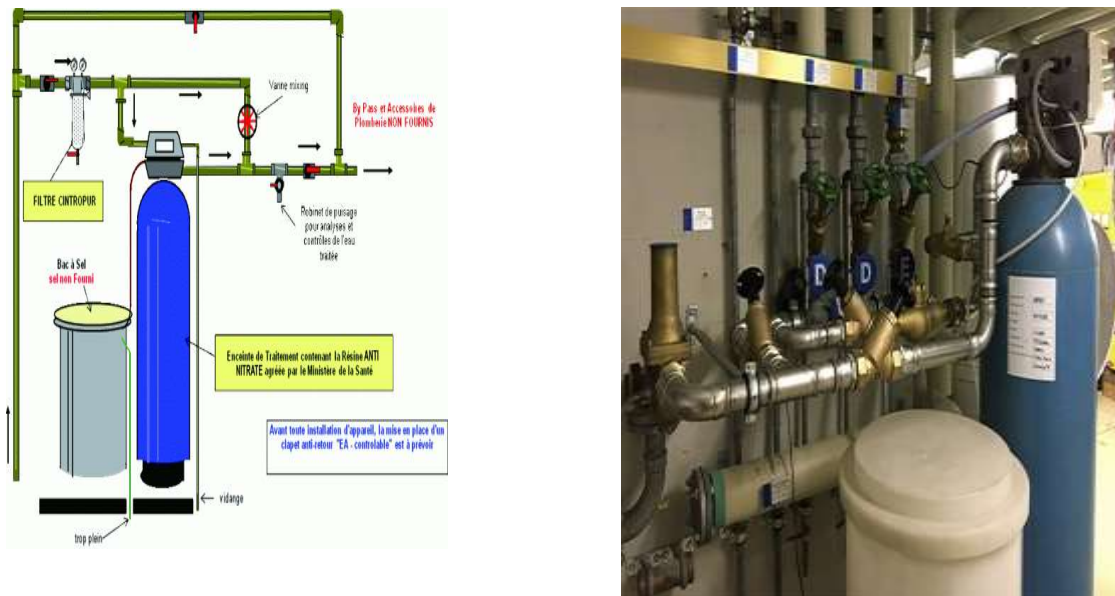 Vanne mixing
By Pass et Accessoires de
Plomberie NON FOURNIS
FILTRE CINTROPUR
Robinet de puisage
pour analyses et
contrôles de l'eau
traitée
Bac à Sel
sel non Fourni
Enceinte de Traitement contenant la Résine ANTI
NITRATE agréée par le Ministère de la Santé
Avant toute installation d'appareil, la mise en place d'un
clapet anti-retour "EA - controlable" est à prévoir
vidange
trop plein
D
D